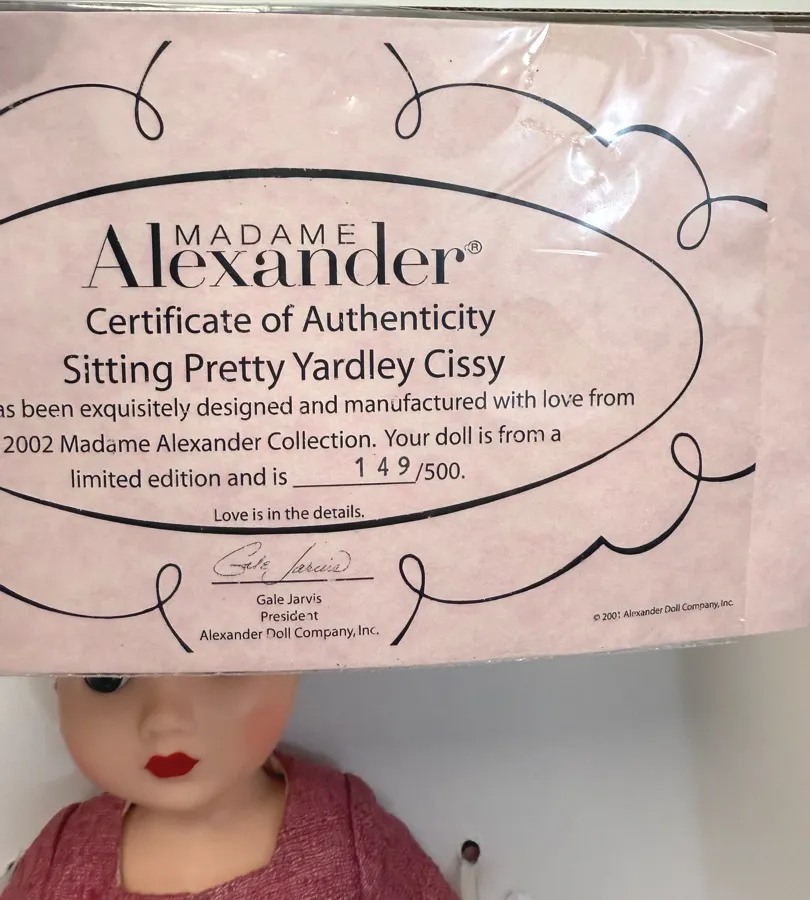 MADAME
Alexander®
Certificate of Authenticity
Sitting Pretty Yardley Cissy
as been exquisitely designed and manufactured with love from
2002 Madame Alexander Collection. Your doll is from a
limited edition and is 149/500.
Love is in the details.
Gale Jarvis
Gale Jarvis
President
Alexander Doll Company, Inc.
© 2001 Alexander Doll Company, Inc.